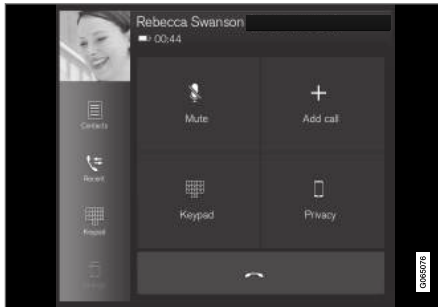 Rebecca Swanson
00:44
Mute
Add call
Contacts
Recent
Keypad
Keypad
Privacy
G065076